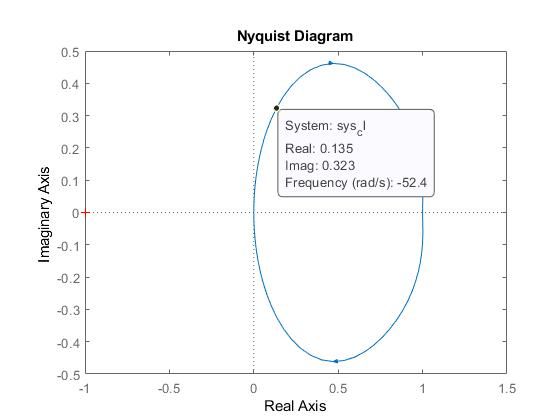 Nyquist Diagram
0.5
0.4
0.3
0.2
0.1
0
-0.1
-0.2
-0.3
-0.4
-0.5
Imaginary Axis
System: sys_cl
Real: 0.135
Imag: 0.323
Frequency (rad/s): -52.4
-1 -0.5 0 0.5 1 1.5
Real Axis